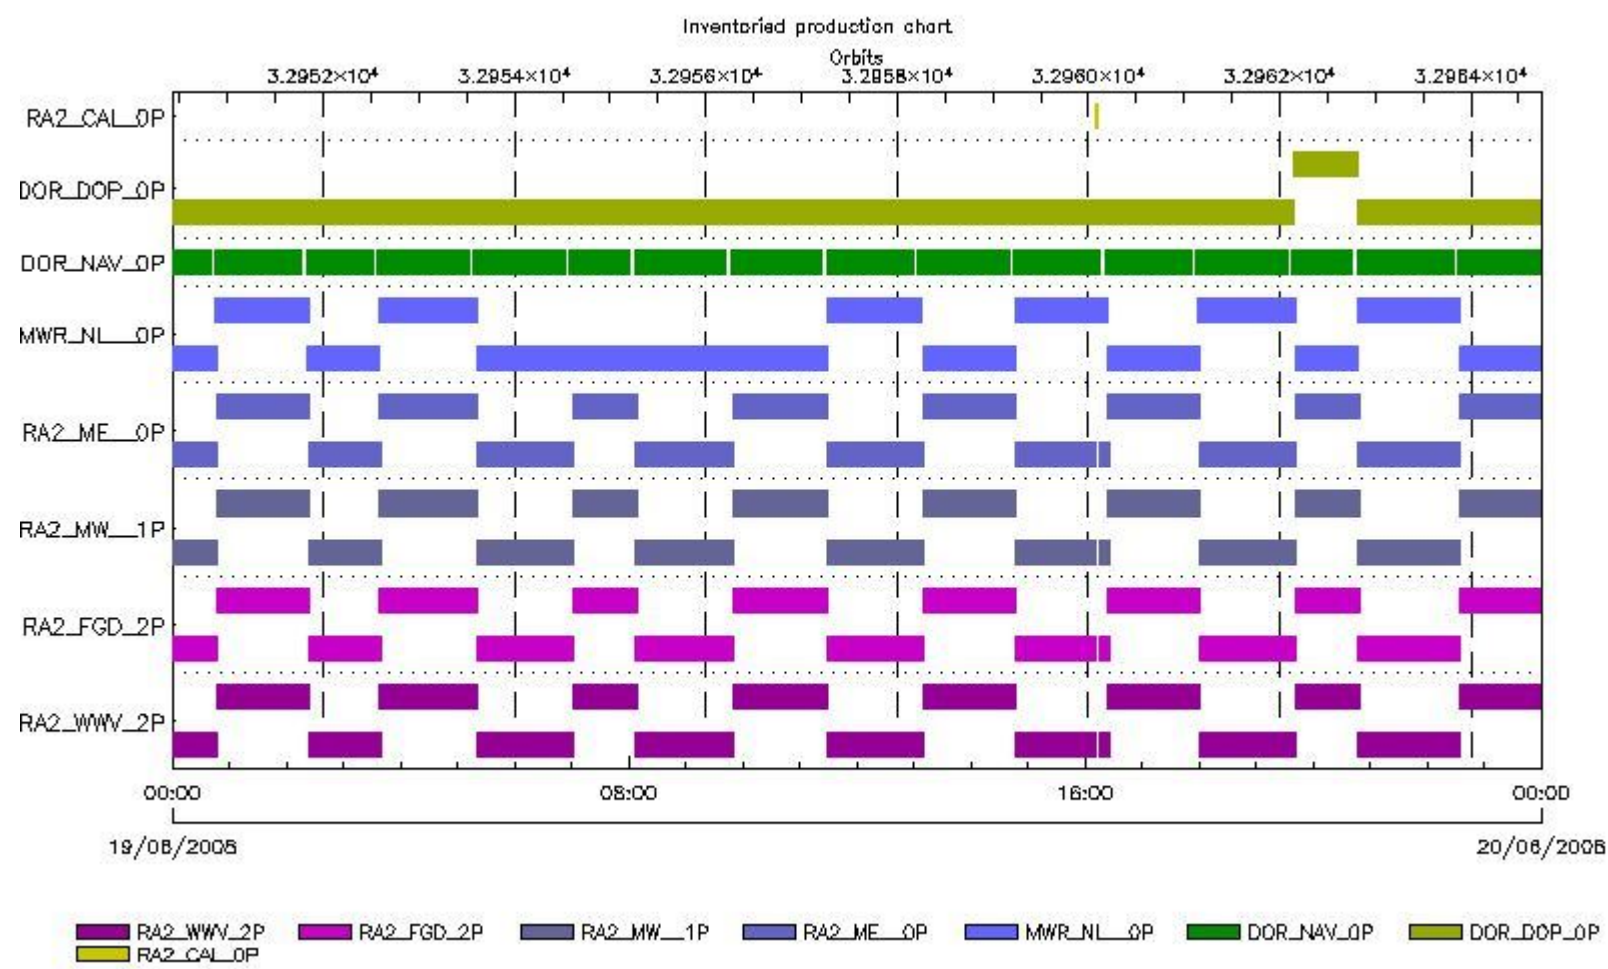 Inventoried production chart
Orbits
3.2952×10⁴ 3.2954×10⁴ 3.2956×10⁴ 3.2958×10⁴ 3.2960×10⁴ 3.2962×10⁴ 3.2964×10⁴
RA2_CAL_0P
DOR_DOP_0P
DOR_NAV_0P
MWR_NL__0P
RA2_ME__0P
RA2_MW__1P
RA2_FGD_2P
RA2_WWV_2P
00:00 08:00 16:00 00:00
19/06/2008 20/06/2008
RA2_WWV_2P RA2_FGD_2P RA2_MW__1P RA2_ME__0P MWR_NL__0P DOR_NAV_0P DOR_DOP_0P
RA2_CAL_0P